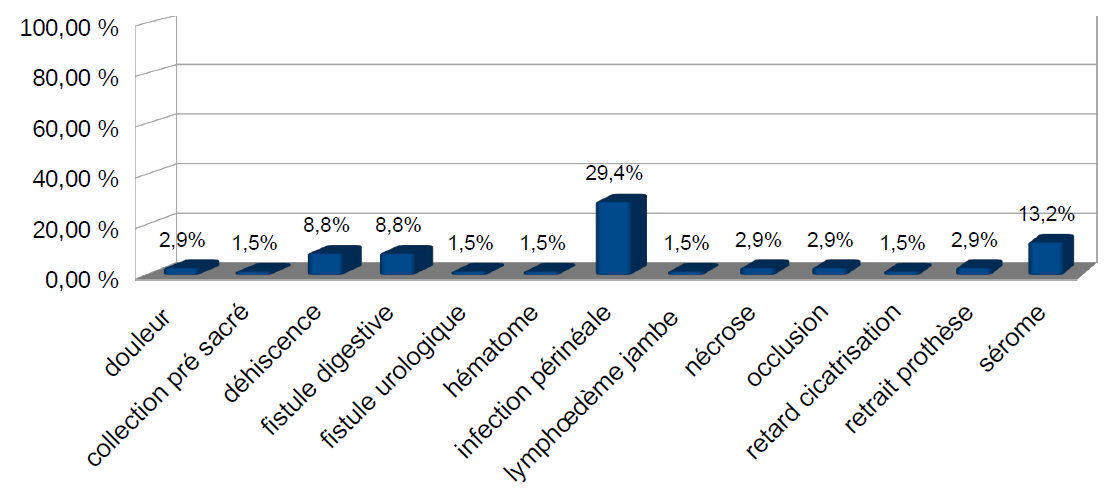 100,00 %
80,00 %
60,00 %
40,00 %
20,00 %
0,00 %
2,9%
1,5%
8,8%
8,8%
1,5%
1,5%
29,4%
1,5%
2,9%
2,9%
1,5%
2,9%
13,2%
douleur
collection pré sacré
déhiscence
fistule digestive
fistule urologique
hématome
infection périnéale
lymphœdème jambe
nécrose
occlusion
retard cicatrisation
retrait prothèse
sérome